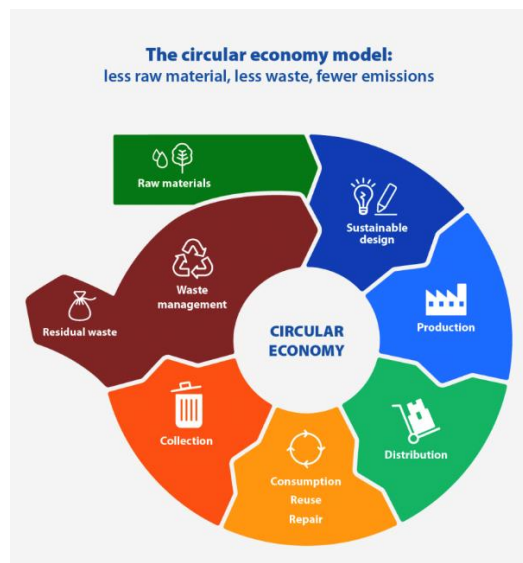 The circular economy model:
less raw material, less waste, fewer emissions
Raw materials
Sustainable
design
Production
Distribution
Consumption
Reuse
Repair
Collection
Waste
management
Residual waste
CIRCULAR
ECONOMY